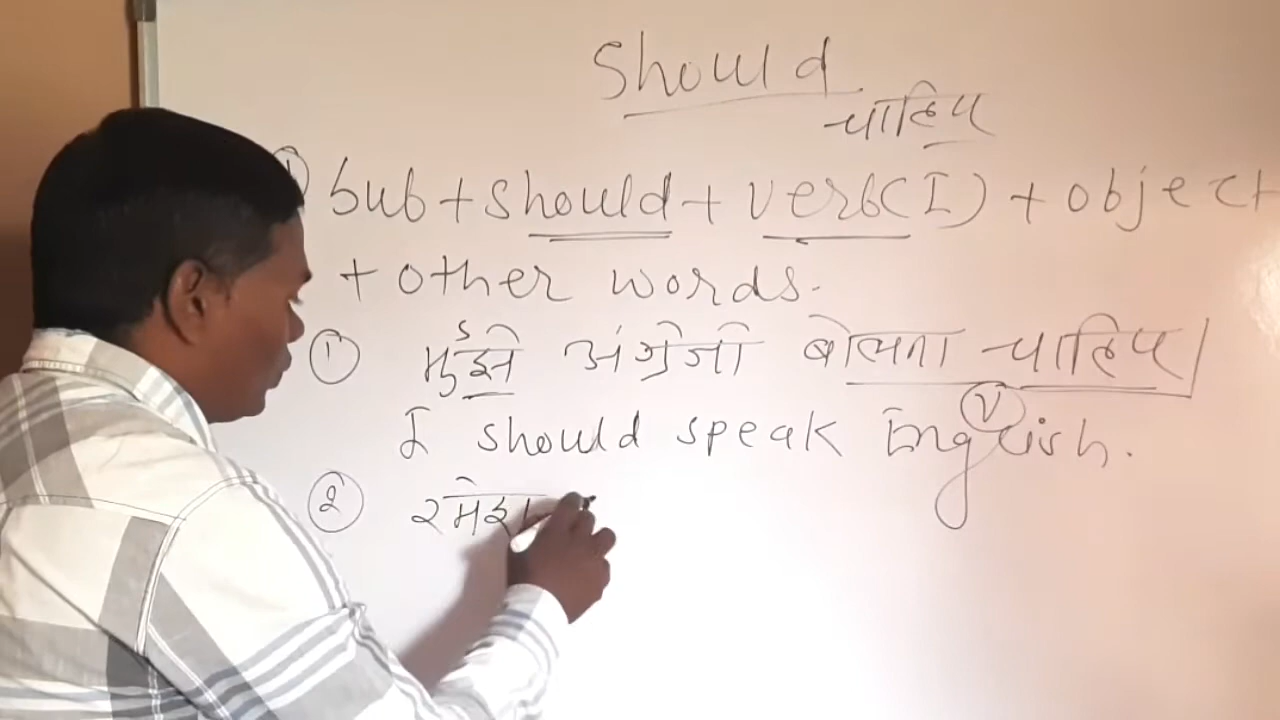 Should
चाहिए
① Sub + should + verb (I) + object
+ other words.
① S
मुझे अंग्रेजी बोलना चाहिए
V
I should speak English.
② रमेश